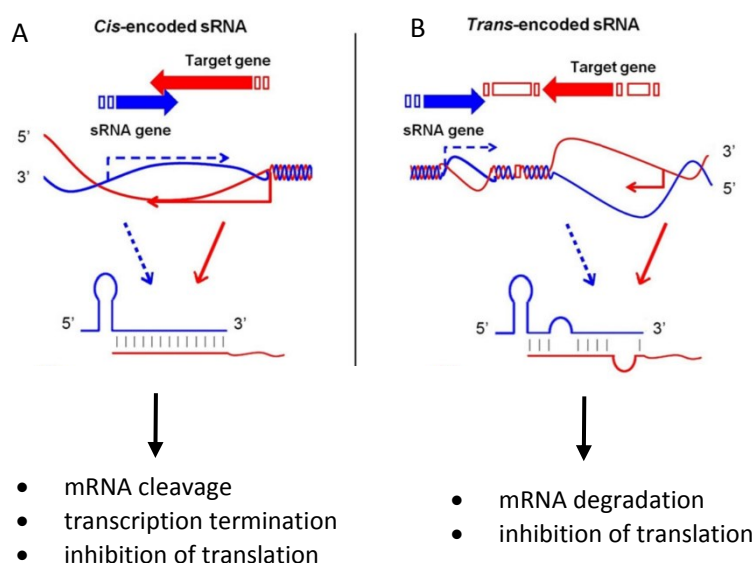 A
Cis-encoded sRNA
Target gene
sRNA gene
5’
3’
5’
3’
• mRNA cleavage
• transcription termination
• inhibition of translation
B
Trans-encoded sRNA
Target gene
sRNA gene
3’
5’
5’
3’
• mRNA degradation
• inhibition of translation